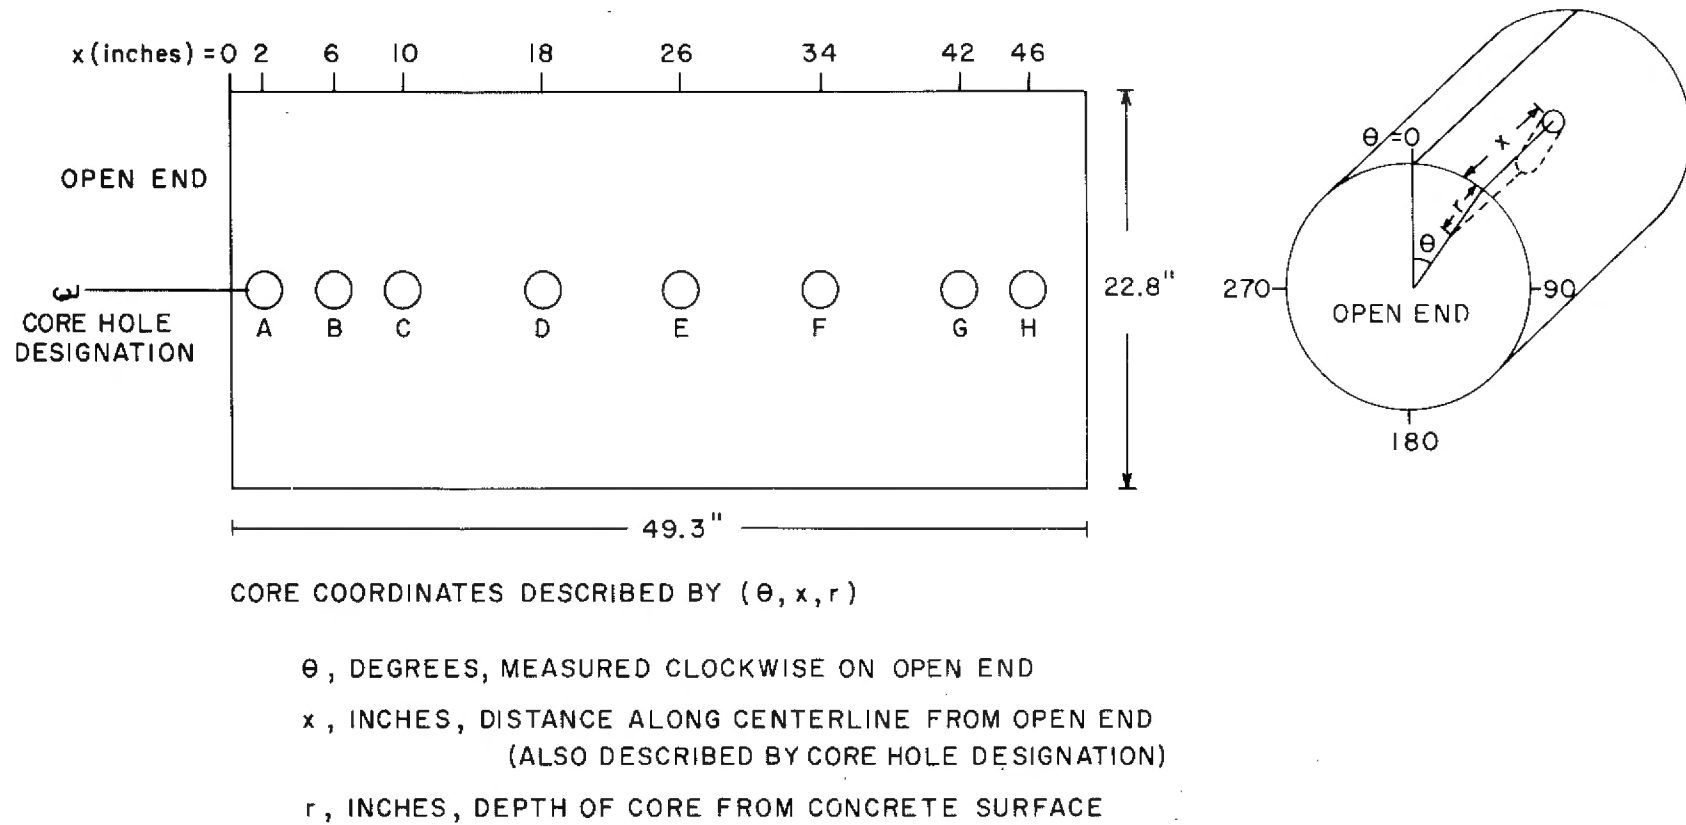 x (inches) = 0 2 6 10 18 26 34 42 46
OPEN END
ω
CORE HOLE
DESIGNATION
A B C D E F G H
22.8"
49.3"
θ = 0
x
r
θ
270
90
OPEN END
180
CORE COORDINATES DESCRIBED BY (θ, x, r)
θ, DEGREES, MEASURED CLOCKWISE ON OPEN END
x, INCHES, DISTANCE ALONG CENTERLINE FROM OPEN END
(ALSO DESCRIBED BY CORE HOLE DESIGNATION)
r, INCHES, DEPTH OF CORE FROM CONCRETE SURFACE